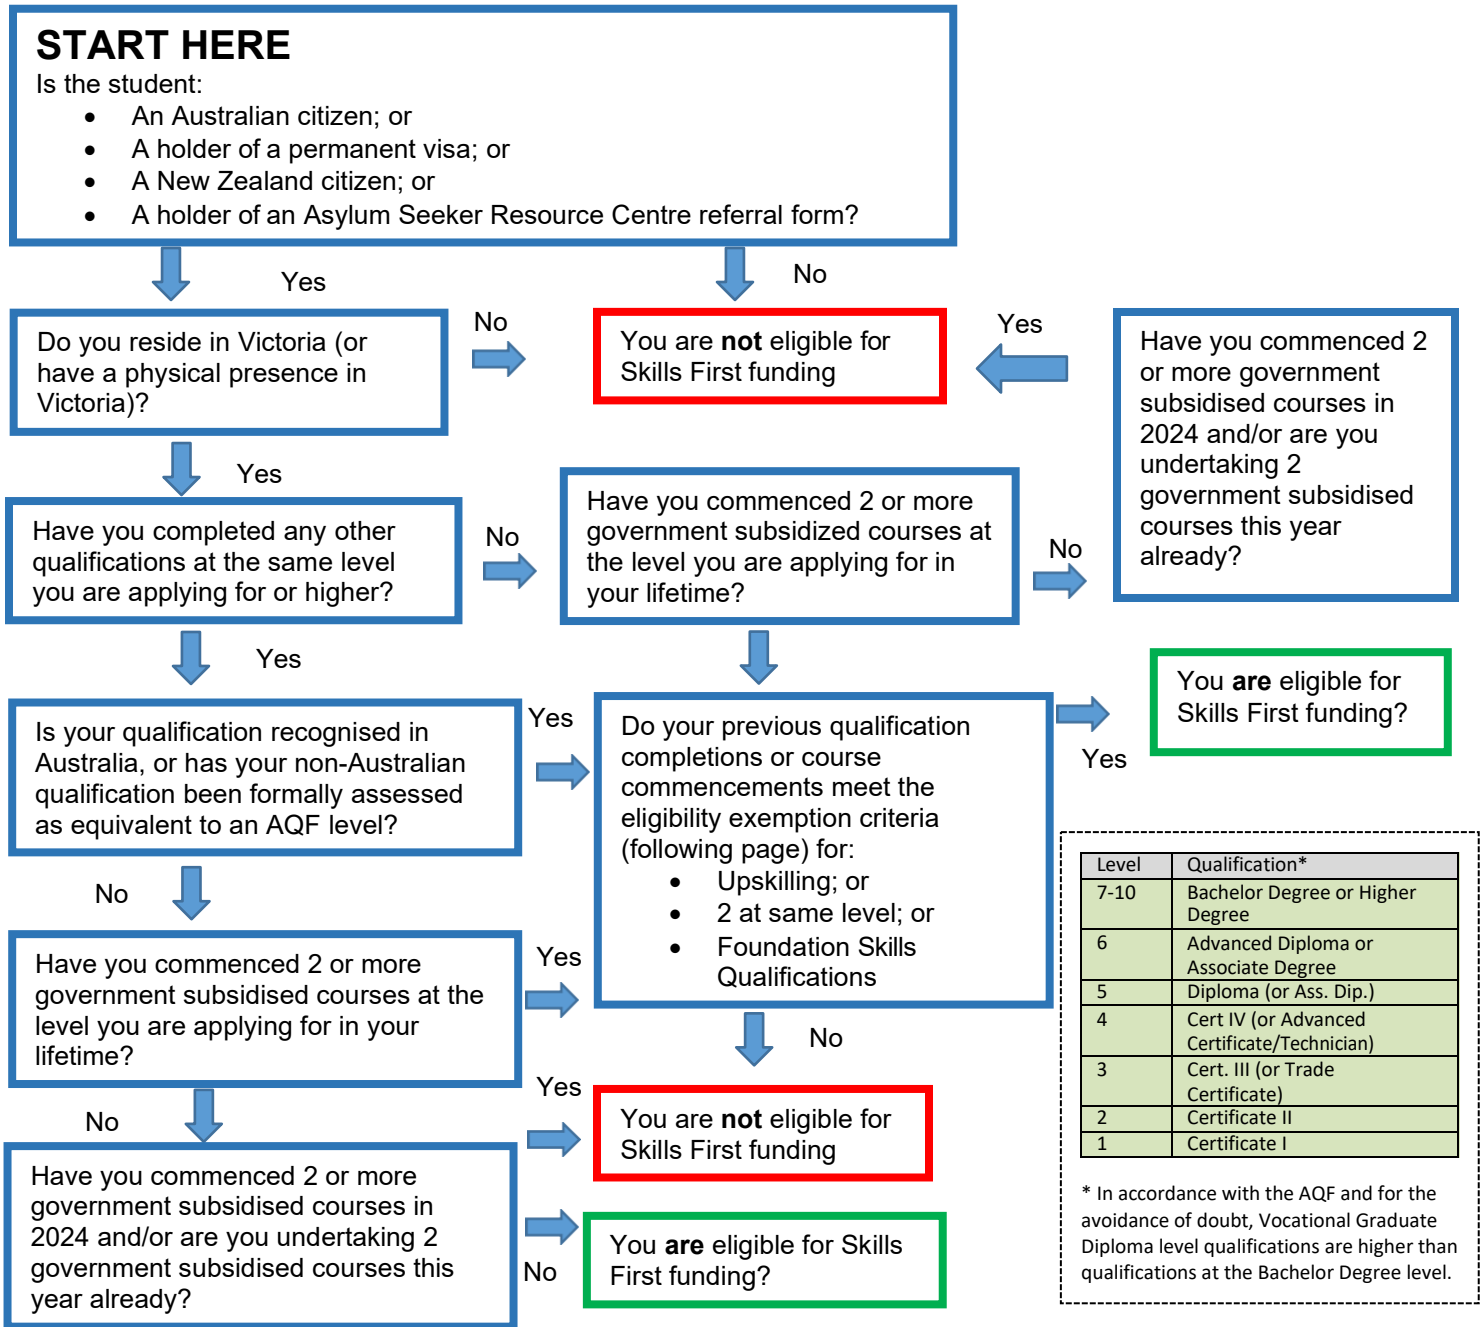 START HERE
Is the student:
• An Australian citizen; or
• A holder of a permanent visa; or
• A New Zealand citizen; or
• A holder of an Asylum Seeker Resource Centre referral form?
Yes
No
Do you reside in Victoria (or
have a physical presence in
Victoria)?
No
You are not eligible for
Skills First funding
Yes
Have you commenced 2
or more government
subsidised courses in
2024 and/or are you
undertaking 2
government subsidised
courses this year
already?
Yes
Have you completed any other
qualifications at the same level
you are applying for or higher?
No
Have you commenced 2 or more
government subsidized courses at
the level you are applying for in
your lifetime?
No
Yes
You are eligible for
Skills First funding?
Is your qualification recognised in
Australia, or has your non-Australian
qualification been formally assessed
as equivalent to an AQF level?
Yes
Do your previous qualification
completions or course
commencements meet the
eligibility exemption criteria
(following page) for:
• Upskilling; or
• 2 at same level; or
• Foundation Skills
Qualifications
Yes
No
Have you commenced 2 or more
government subsidised courses at the
level you are applying for in your
lifetime?
Yes
No
No
Yes
You are not eligible for
Skills First funding
Have you commenced 2 or more
government subsidised courses in
2024 and/or are you undertaking 2
government subsidised courses this
year already?
No
You are eligible for Skills
First funding?
Level Qualification*
7-10 Bachelor Degree or Higher
Degree
6 Advanced Diploma or
Associate Degree
5 Diploma (or Ass. Dip.)
4 Cert IV (or Advanced
Certificate/Technician)
3 Cert. III (or Trade
Certificate)
2 Certificate II
1 Certificate I
* In accordance with the AQF and for the
avoidance of doubt, Vocational Graduate
Diploma level qualifications are higher than
qualifications at the Bachelor Degree level.